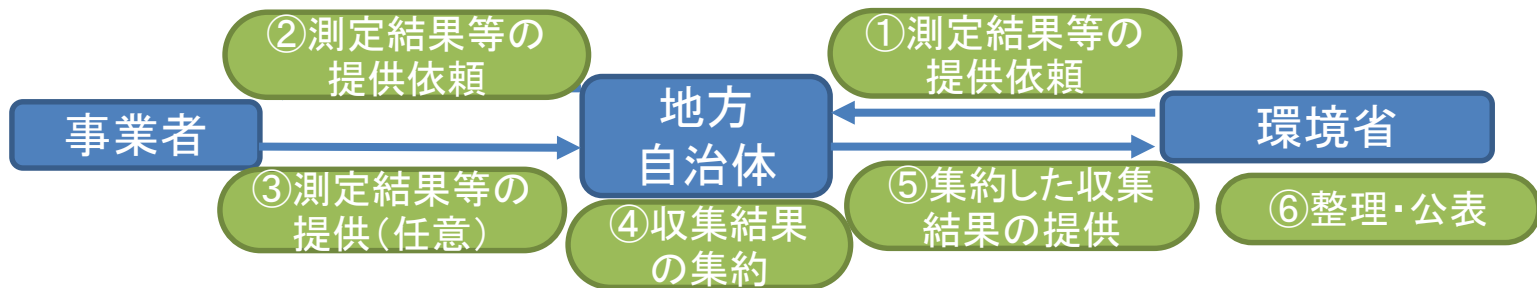 ②測定結果等の
提供依頼
①測定結果等の
提供依頼
事業者
地方
自治体
環境省
③測定結果等の
提供(任意)
④収集結果
の集約
⑤集約した収集
結果の提供
⑥整理・公表